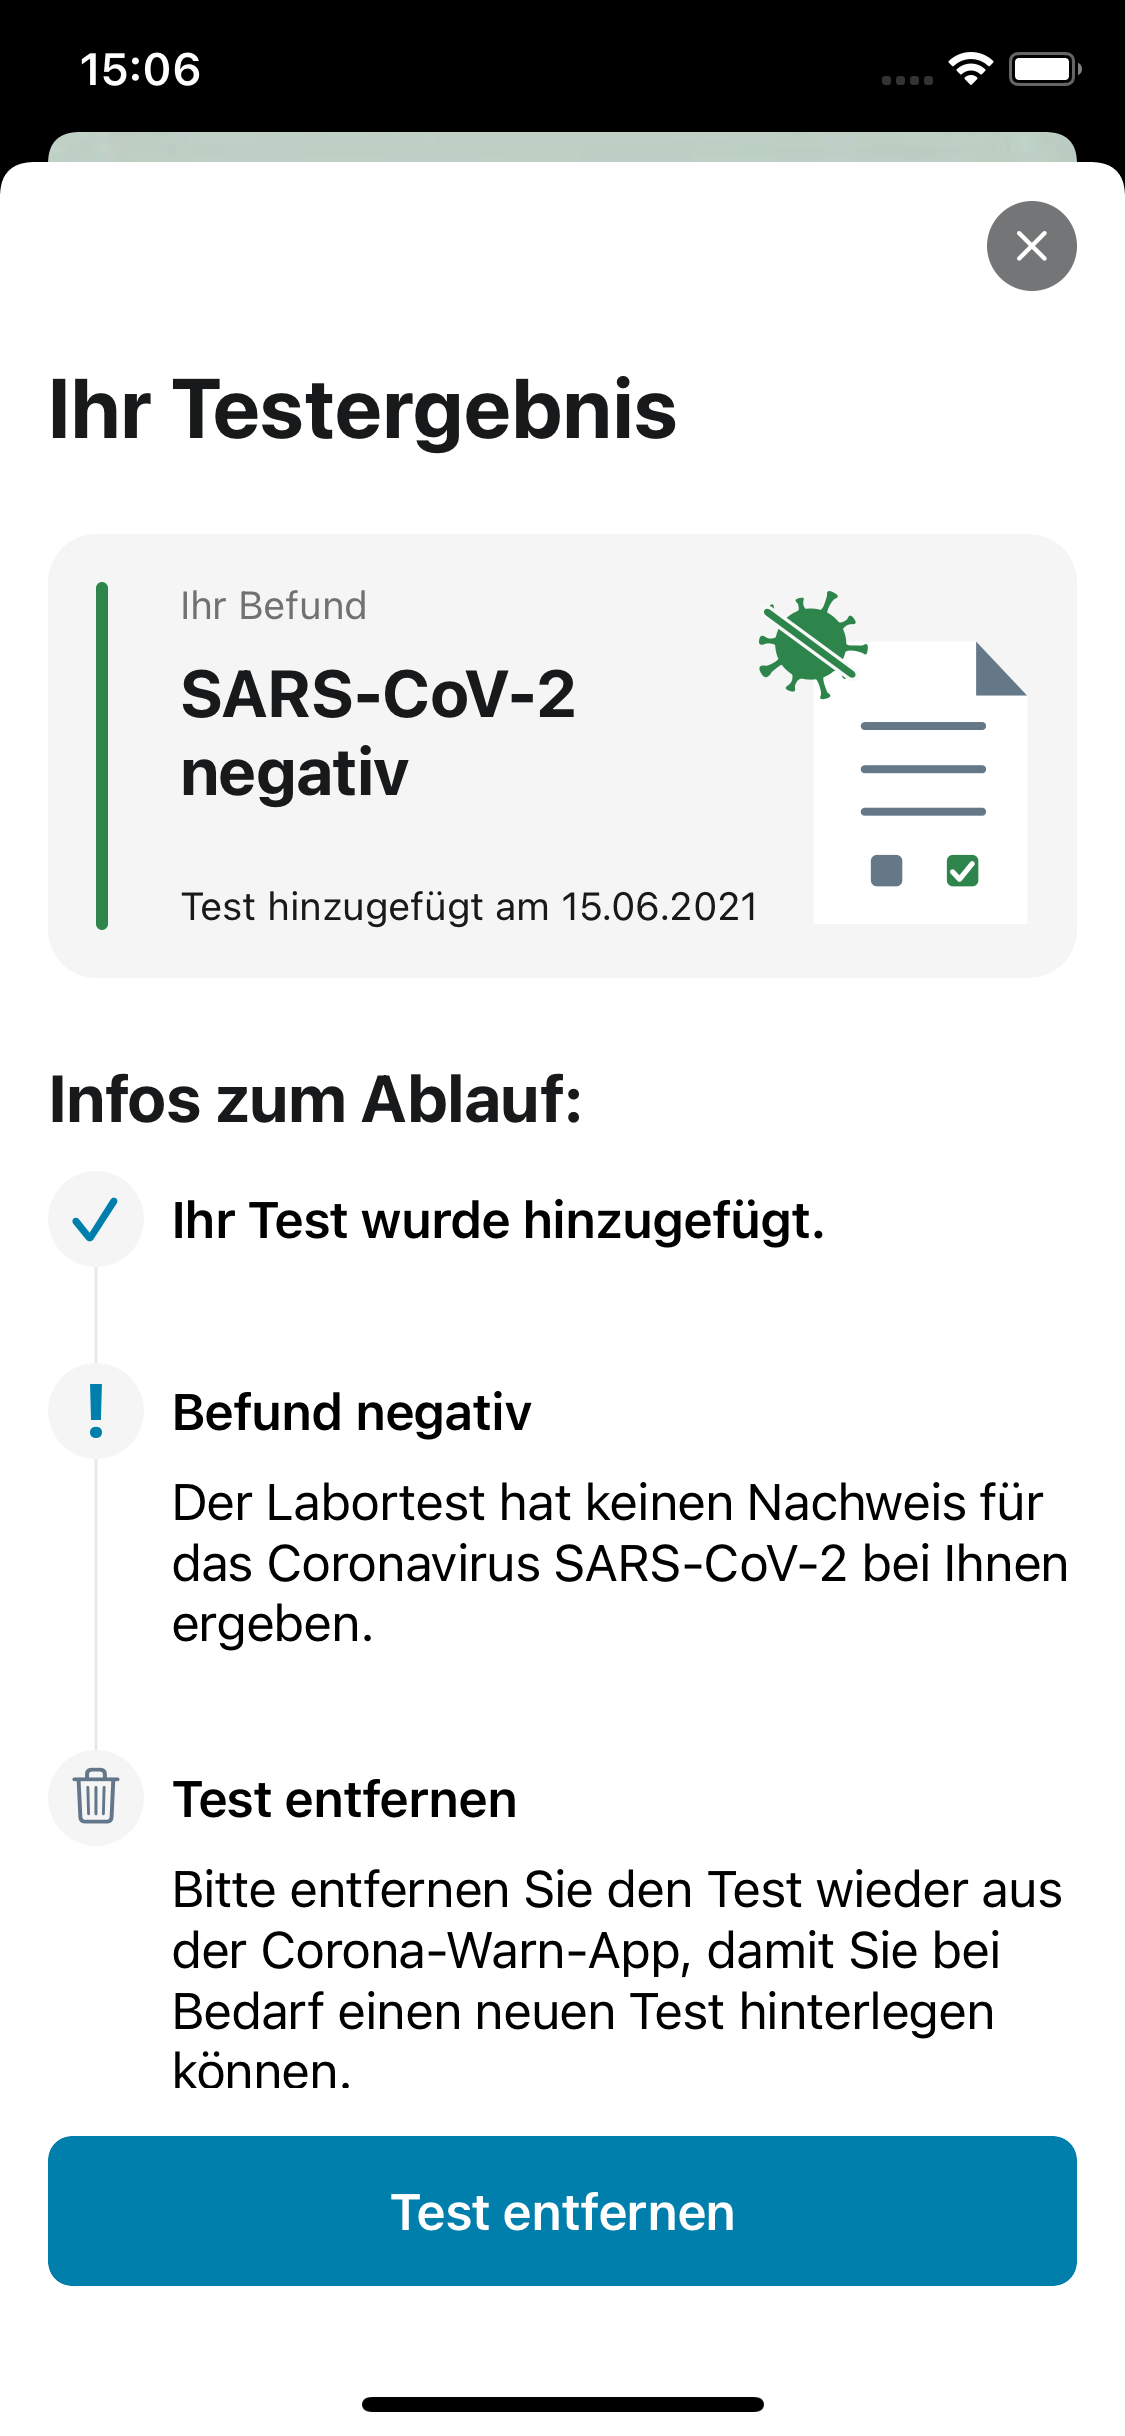 15:06
Ihr Testergebnis
Ihr Befund
SARS-CoV-2
negativ
Test hinzugefügt am 15.06.2021
Infos zum Ablauf:
Ihr Test wurde hinzugefügt.
Befund negativ
Der Labortest hat keinen Nachweis für
das Coronavirus SARS-CoV-2 bei Ihnen
ergeben.
Test entfernen
Bitte entfernen Sie den Test wieder aus
der Corona-Warn-App, damit Sie bei
Bedarf einen neuen Test hinterlegen
können.
Test entfernen